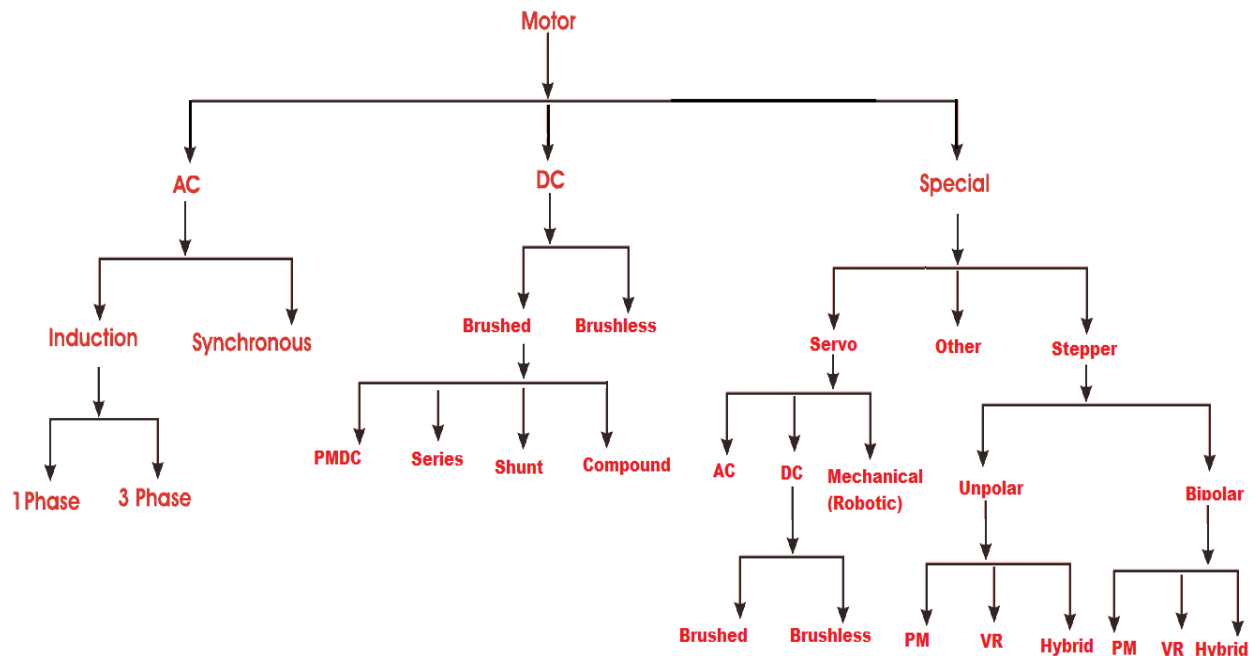 Motor
AC
DC
Special
Induction
Synchronous
Brushed
Brushless
Servo
Other
Stepper
1 Phase
3 Phase
PMDC
Series
Shunt
Compound
AC
DC
Mechanical
(Robotic)
Unpolar
Bipolar
Brushed
Brushless
PM
VR
Hybrid
PM
VR
Hybrid